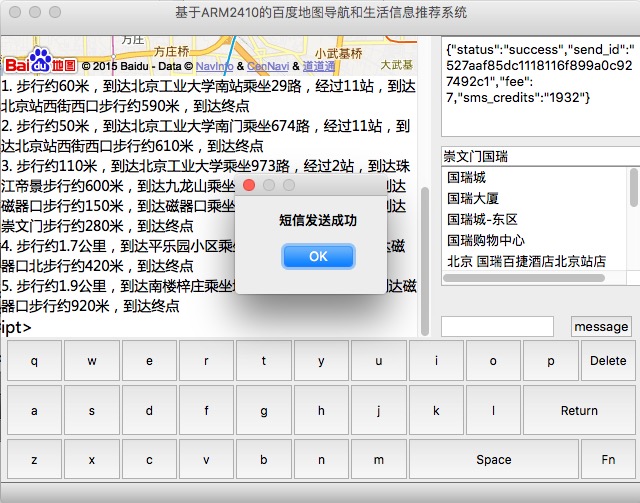 基于ARM2410的百度地图导航和生活信息推荐系统
方庄桥
方庄
小武基桥
大武基
Baidu 地图 © 2015 Baidu - Data © NavInfo & CenNavi & 道道通
1. 步行约60米，到达北京工业大学南站乘坐29路，经过11站，到达
北京站西街西口步行约590米，到达终点
2. 步行约50米，到达北京工业大学南门乘坐674路，经过11站，到
达北京站西街西口步行约610米，到达终点
3. 步行约110米，到达北京工业大学乘坐973路，经过2站，到达珠
江帝景步行约600米，到达九龙山乘坐
到达
磁器口步行约150米，到达磁器口乘坐
到达
崇文门步行约280米，到达终点
4. 步行约1.7公里，到达平乐园小区乘坐
达磁
器口北步行约420米，到达终点
5. 步行约1.9公里，到达南楼梓庄乘坐
到达磁
器口步行约920米，到达终点
ipt>
短信发送成功
OK
{"status":"success","send_id":"
527aaf85dc1118116f899a0c92
7492c1","fee":
7,"sms_credits":"1932"}
崇文门国瑞
国瑞城
国瑞大厦
国瑞城-东区
国瑞购物中心
北京 国瑞百捷酒店北京站店
message
q w e r t y u i o p Delete
a s d f g h j k l Return
z x c v b n m Space Fn